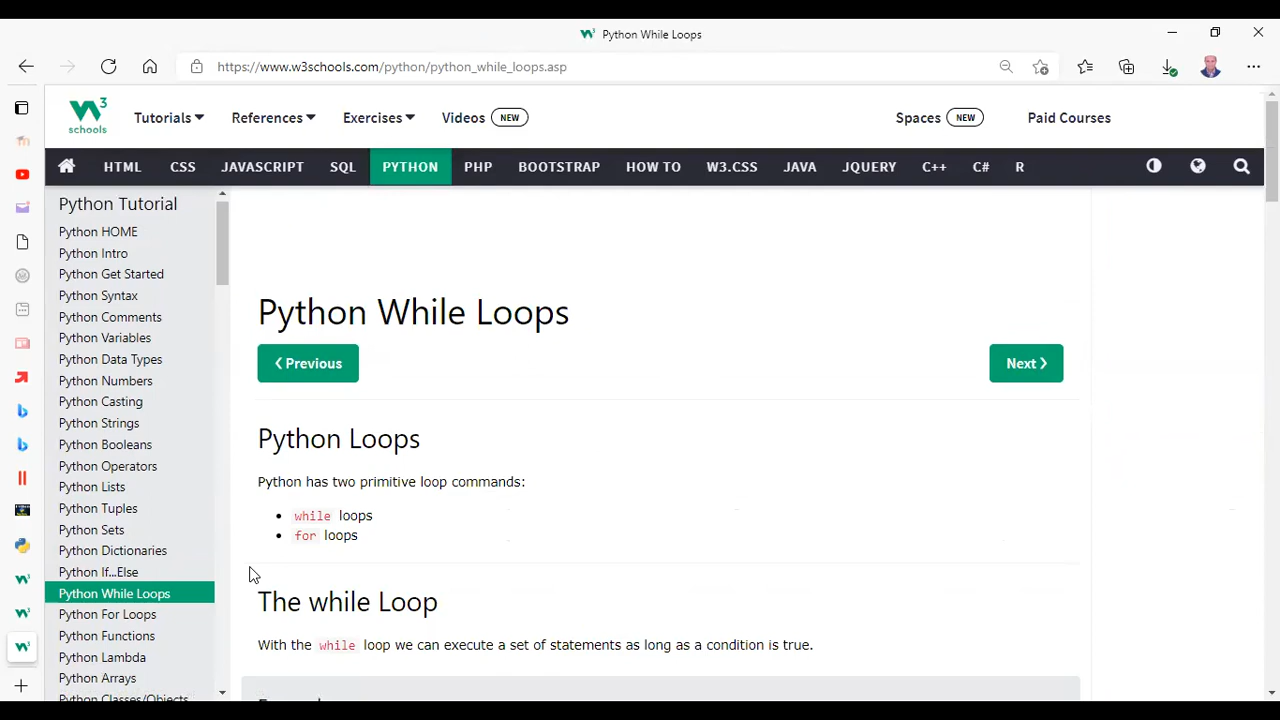 Python While Loops
https://www.w3schools.com/python/python_while_loops.asp
W3 schools
Tutorials References Exercises Videos NEW Spaces NEW Paid Courses
HTML CSS JAVASCRIPT SQL PYTHON PHP BOOTSTRAP HOW TO W3.CSS JAVA JQUERY C++ C# R
Python Tutorial
Python HOME
Python Intro
Python Get Started
Python Syntax
Python Comments
Python Variables
Python Data Types
Python Numbers
Python Casting
Python Strings
Python Booleans
Python Operators
Python Lists
Python Tuples
Python Sets
Python Dictionaries
Python If...Else
Python While Loops
Python For Loops
Python Functions
Python Lambda
Python Arrays
Python Classes/Objects
Python While Loops
❮ Previous
Next ❯
Python Loops
Python has two primitive loop commands:
• while loops
• for loops
The while Loop
With the while loop we can execute a set of statements as long as a condition is true.